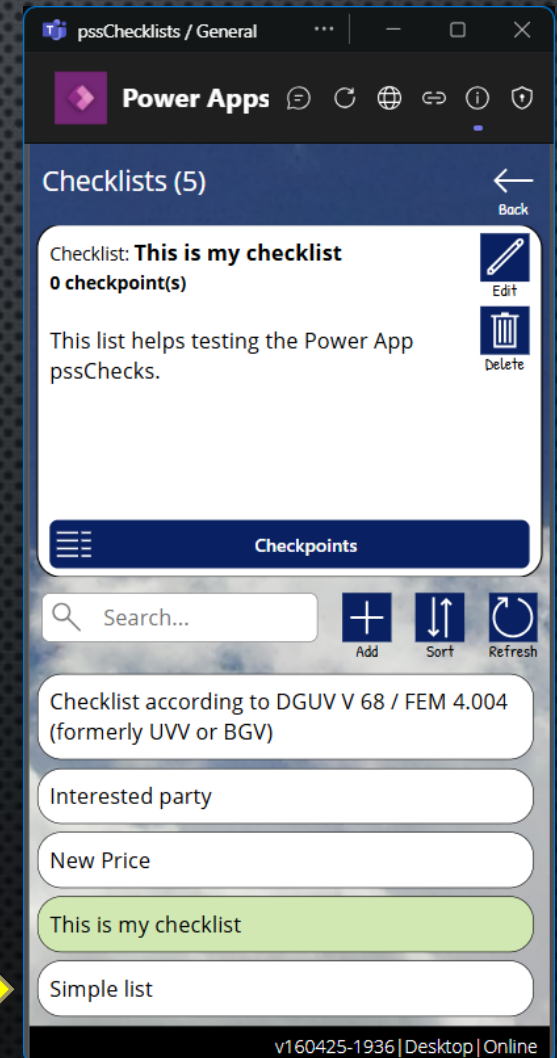 pssChecklists / General
Power Apps
Checklists (5)
Back
Checklist: This is my checklist
0 checkpoint(s)
Edit
This list helps testing the Power App
pssChecks.
Delete
Checkpoints
Search...
Add
Sort
Refresh
Checklist according to DGUV V 68 / FEM 4.004
(formerly UVV or BGV)
Interested party
New Price
This is my checklist
Simple list
v160425-1936|Desktop|Online